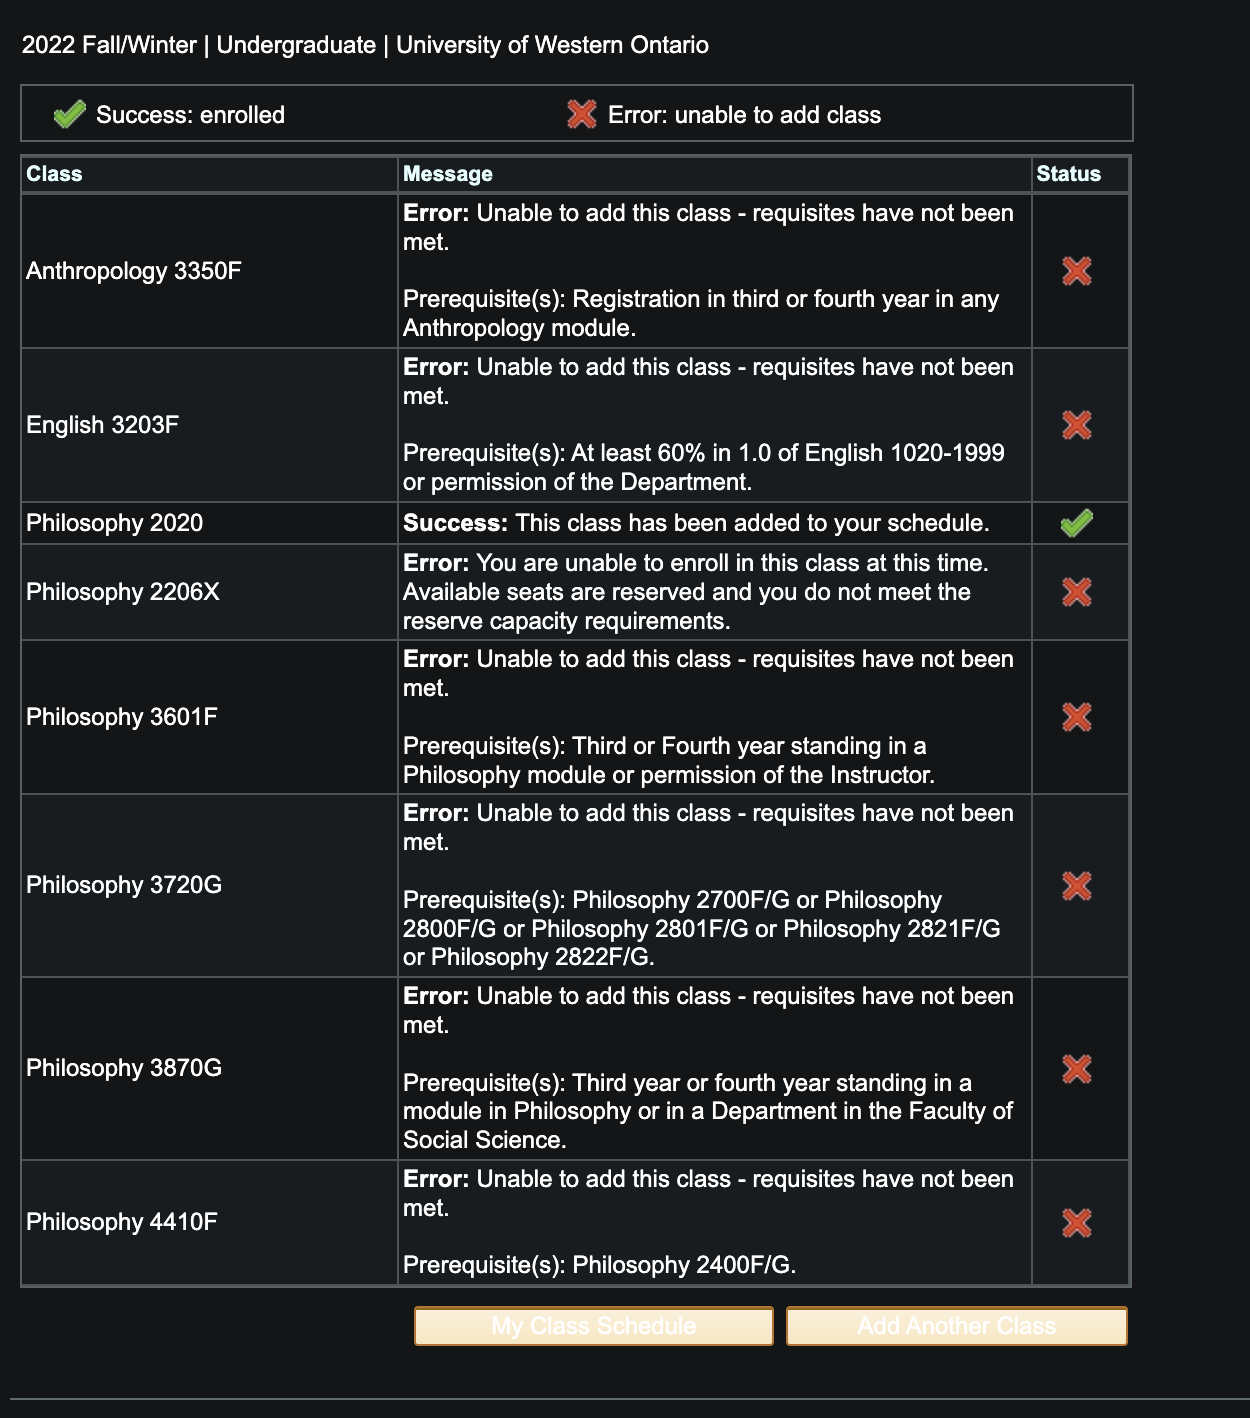 2022 Fall/Winter | Undergraduate | University of Western Ontario
Success: enrolled
Error: unable to add class
Class
Message
Status
Anthropology 3350F
Error: Unable to add this class - requisites have not been
met.
Prerequisite(s): Registration in third or fourth year in any
Anthropology module.
English 3203F
Error: Unable to add this class - requisites have not been
met.
Prerequisite(s): At least 60% in 1.0 of English 1020-1999
or permission of the Department.
Philosophy 2020
Success: This class has been added to your schedule.
Philosophy 2206X
Error: You are unable to enroll in this class at this time.
Available seats are reserved and you do not meet the
reserve capacity requirements.
Philosophy 3601F
Error: Unable to add this class - requisites have not been
met.
Prerequisite(s): Third or Fourth year standing in a
Philosophy module or permission of the Instructor.
Philosophy 3720G
Error: Unable to add this class - requisites have not been
met.
Prerequisite(s): Philosophy 2700F/G or Philosophy
2800F/G or Philosophy 2801F/G or Philosophy 2821F/G
or Philosophy 2822F/G.
Philosophy 3870G
Error: Unable to add this class - requisites have not been
met.
Prerequisite(s): Third year or fourth year standing in a
module in Philosophy or in a Department in the Faculty of
Social Science.
Philosophy 4410F
Error: Unable to add this class - requisites have not been
met.
Prerequisite(s): Philosophy 2400F/G.
My Class Schedule
Add Another Class